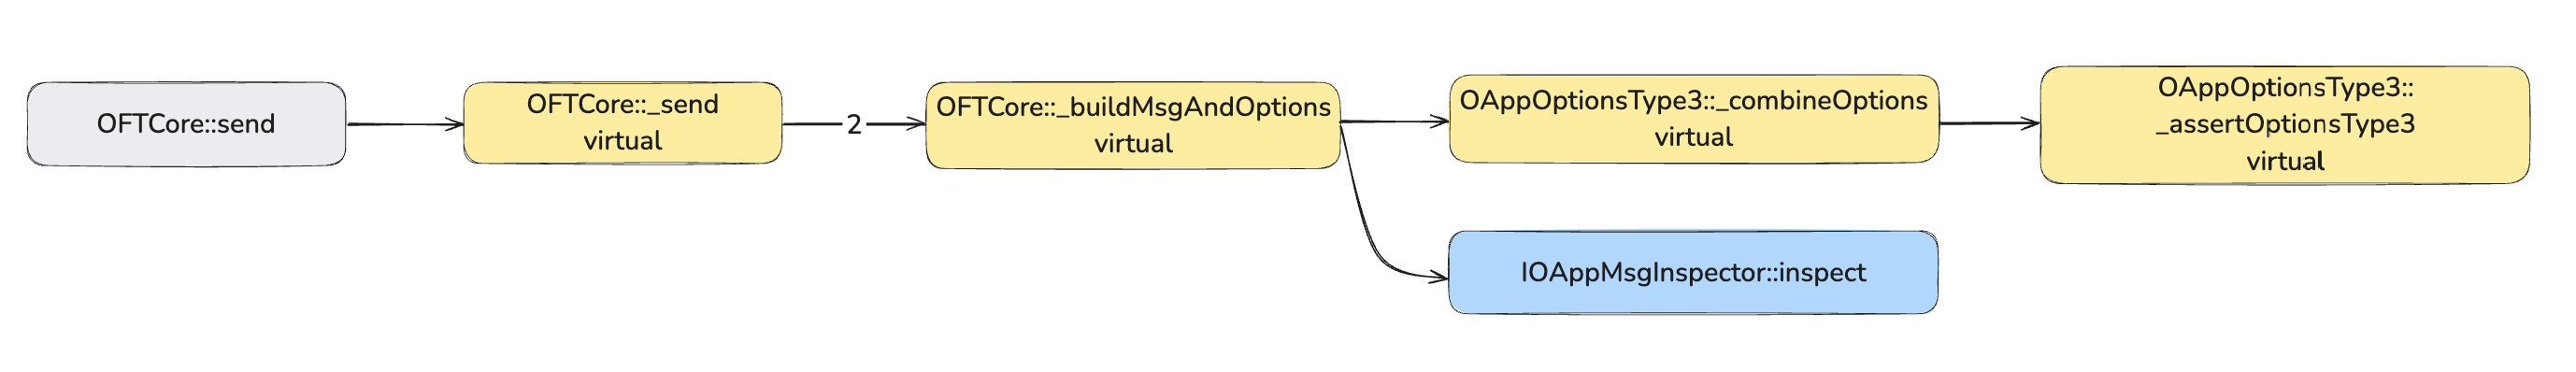 OFTCore::send
OFTCore::_send
virtual
2
OFTCore::_buildMsgAndOptions
virtual
OAppOptionsType3::_combineOptions
virtual
OAppOptionsType3::
_assertOptionsType3
virtual
IOAppMsgInspector::inspect